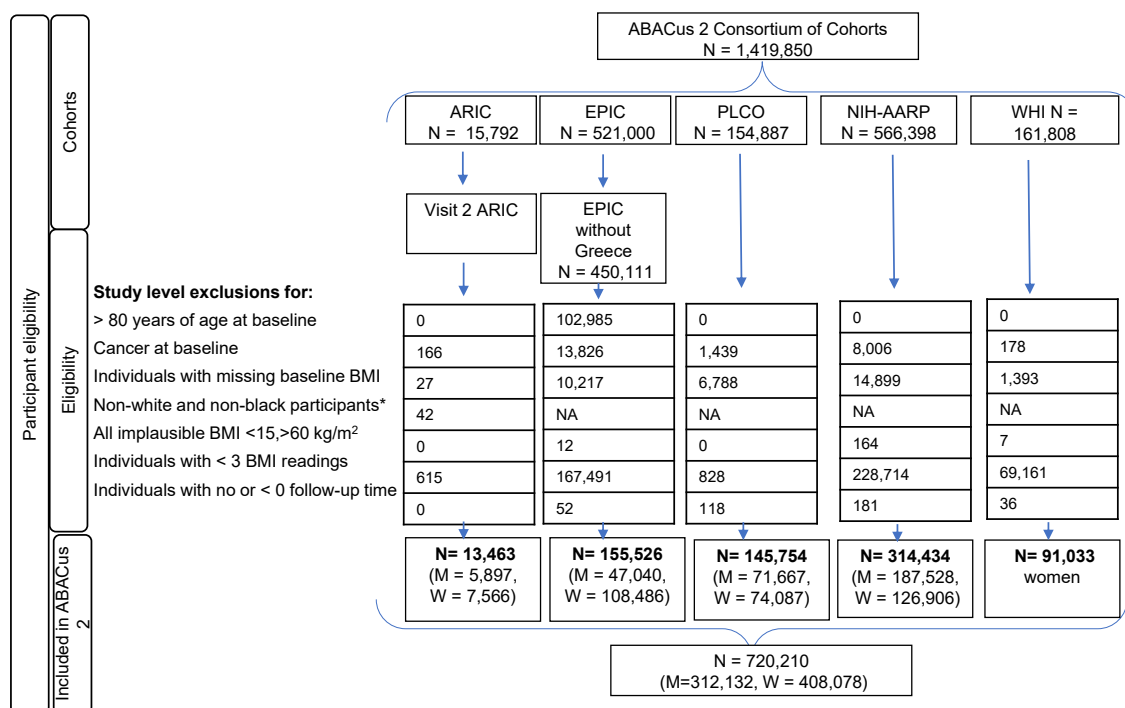 ABACus 2 Consortium of Cohorts
N = 1,419,850
ARIC
N = 15,792
EPIC
N = 521,000
PLCO
N = 154,887
NIH-AARP
N = 566,398
WHI N =
161,808
Visit 2 ARIC
EPIC
without
Greece
N = 450,111
Participant eligibility
Cohorts
Eligibility
Included in ABACus
2
Study level exclusions for:
> 80 years of age at baseline
Cancer at baseline
Individuals with missing baseline BMI
Non-white and non-black participants*
All implausible BMI <15,>60 kg/m²
Individuals with < 3 BMI readings
Individuals with no or < 0 follow-up time
0
166
27
42
0
615
0
102,985
13,826
10,217
NA
12
167,491
52
0
1,439
6,788
NA
0
828
118
0
8,006
14,899
NA
164
228,714
181
0
178
1,393
NA
7
69,161
36
N= 13,463
(M = 5,897,
W = 7,566)
N= 155,526
(M = 47,040,
W = 108,486)
N= 145,754
(M = 71,667,
W = 74,087)
N= 314,434
(M = 187,528,
W = 126,906)
N= 91,033
women
N = 720,210
(M=312,132, W = 408,078)